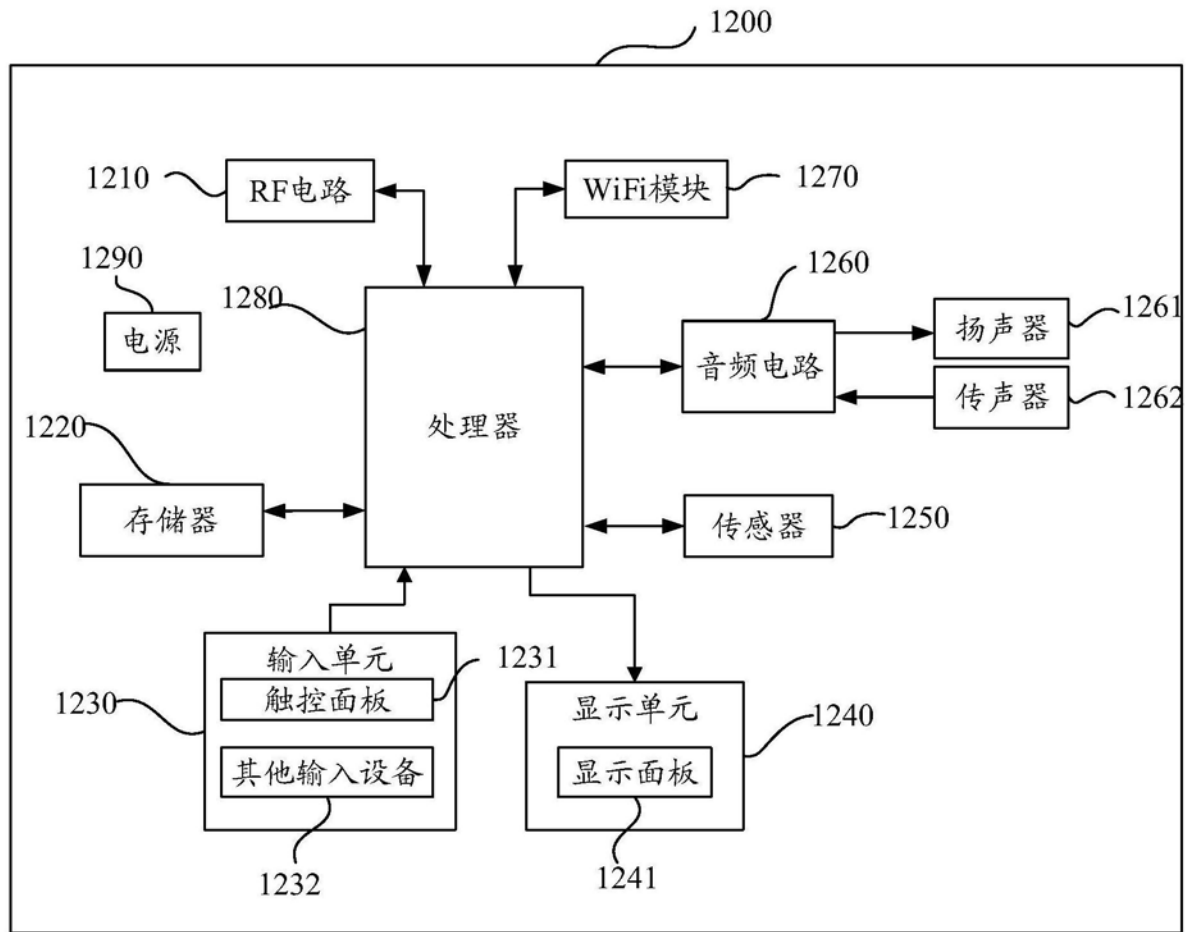 1200
1210
RF电路
WiFi模块
1270
1290
电源
1280
1260
音频电路
1261
扬声器
传声器
1262
处理器
1220
存储器
传感器
1250
输入单元
1231
1230
触控面板
其他输入设备
1232
显示单元
1240
显示面板
1241